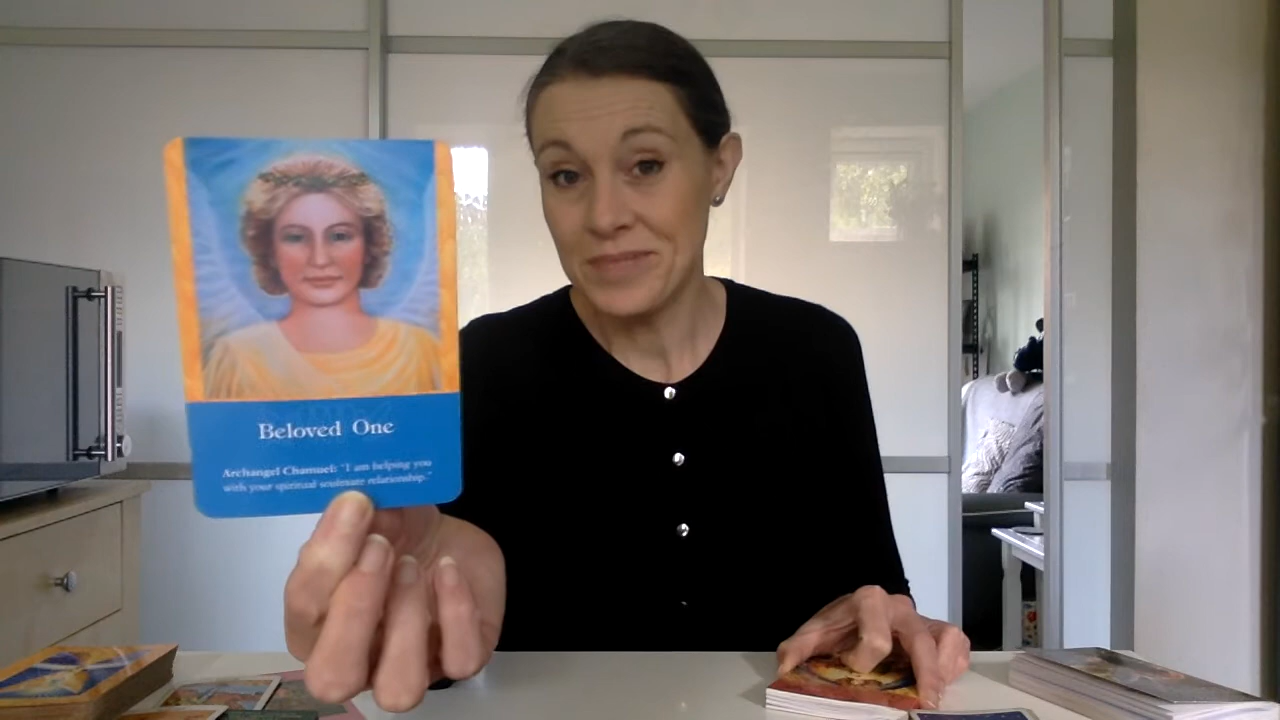 Beloved One
Archangel Chamuel: "I am helping you
with your spiritual soulmate relationship."